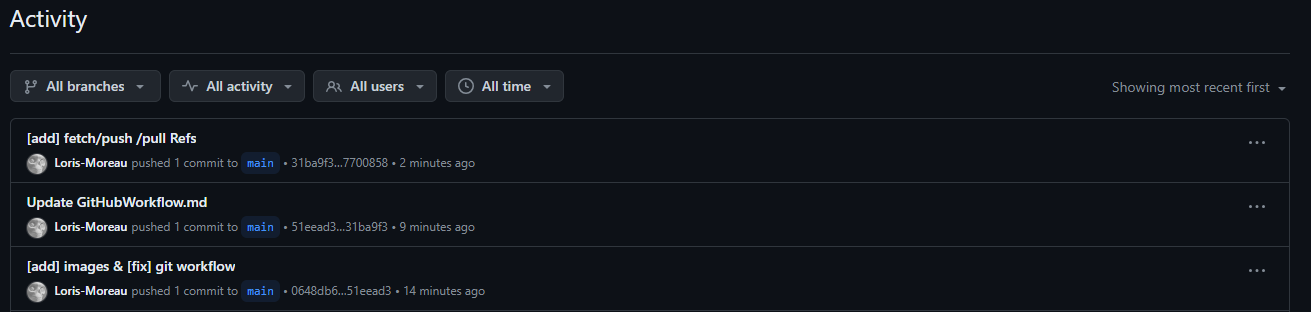 Activity
All branches All activity All users All time Showing most recent first
[add] fetch/push /pull Refs
Loris-Moreau pushed 1 commit to main • 31ba9f3...7700858 • 2 minutes ago
Update GitHubWorkflow.md
Loris-Moreau pushed 1 commit to main • 51eead3...31ba9f3 • 9 minutes ago
[add] images & [fix] git workflow
Loris-Moreau pushed 1 commit to main • 0648db6...51eead3 • 14 minutes ago